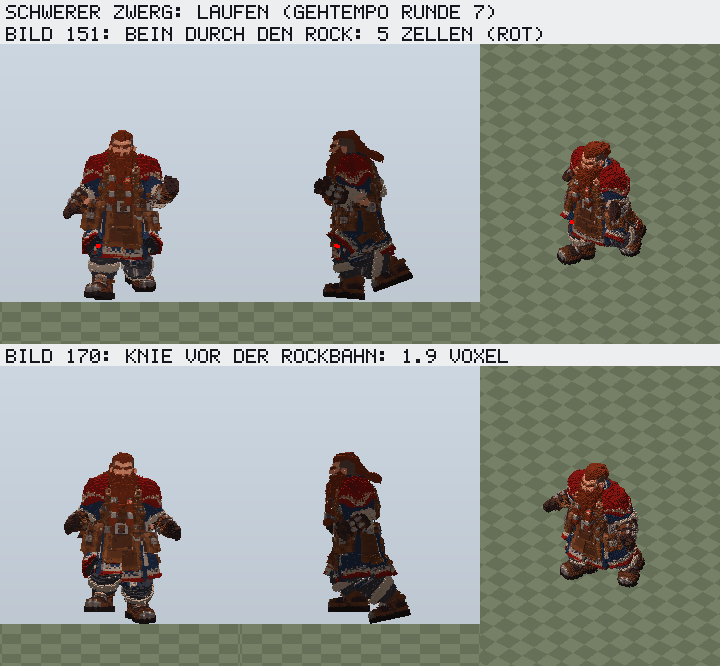 SCHWERER ZWERG: LAUFEN (GEHTEMPO RUNDE 7)
BILD 151: BEIN DURCH DEN ROCK: 5 ZELLEN (ROT)
BILD 170: KNIE VOR DER ROCKBAHN: 1.9 VOXEL